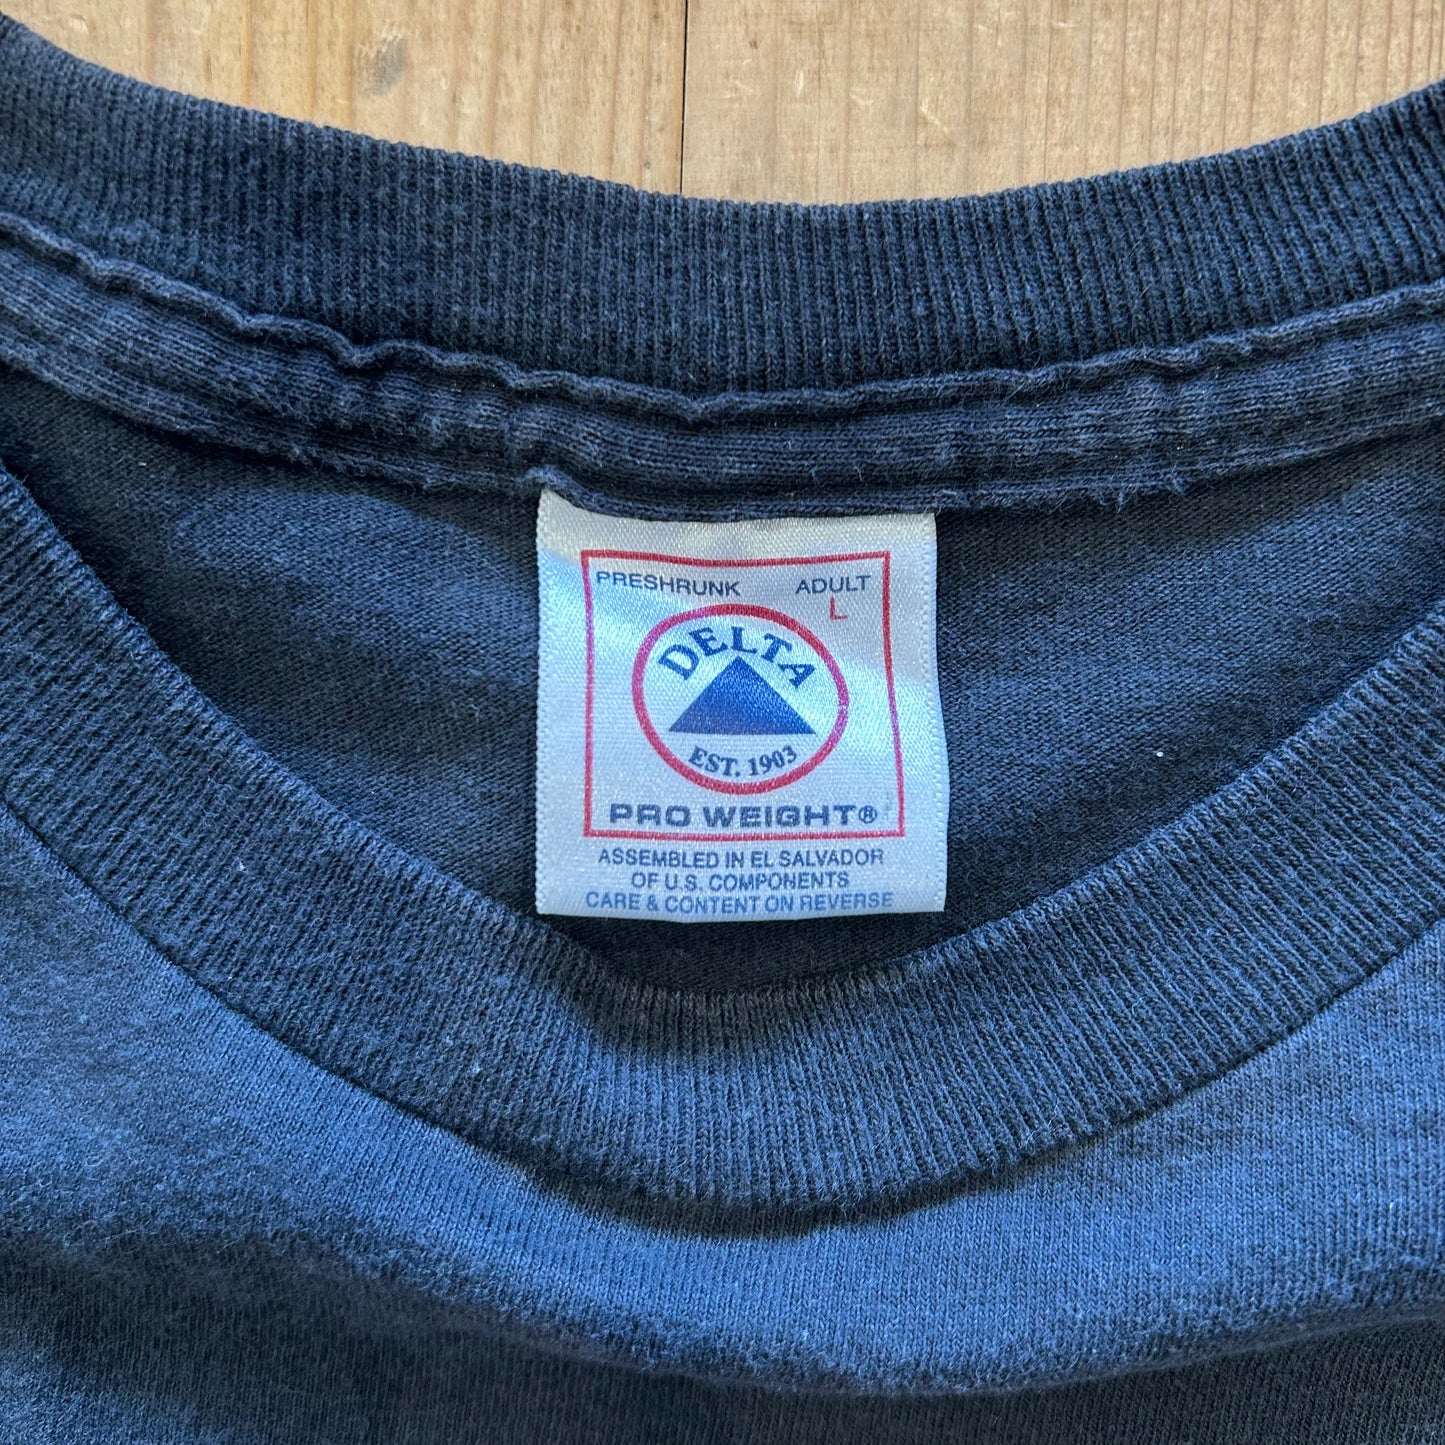 PRESHRUNK ADULT
L
DELTA
EST. 1903
PRO WEIGHT®
ASSEMBLED IN EL SALVADOR
OF U.S. COMPONENTS
CARE & CONTENT ON REVERSE